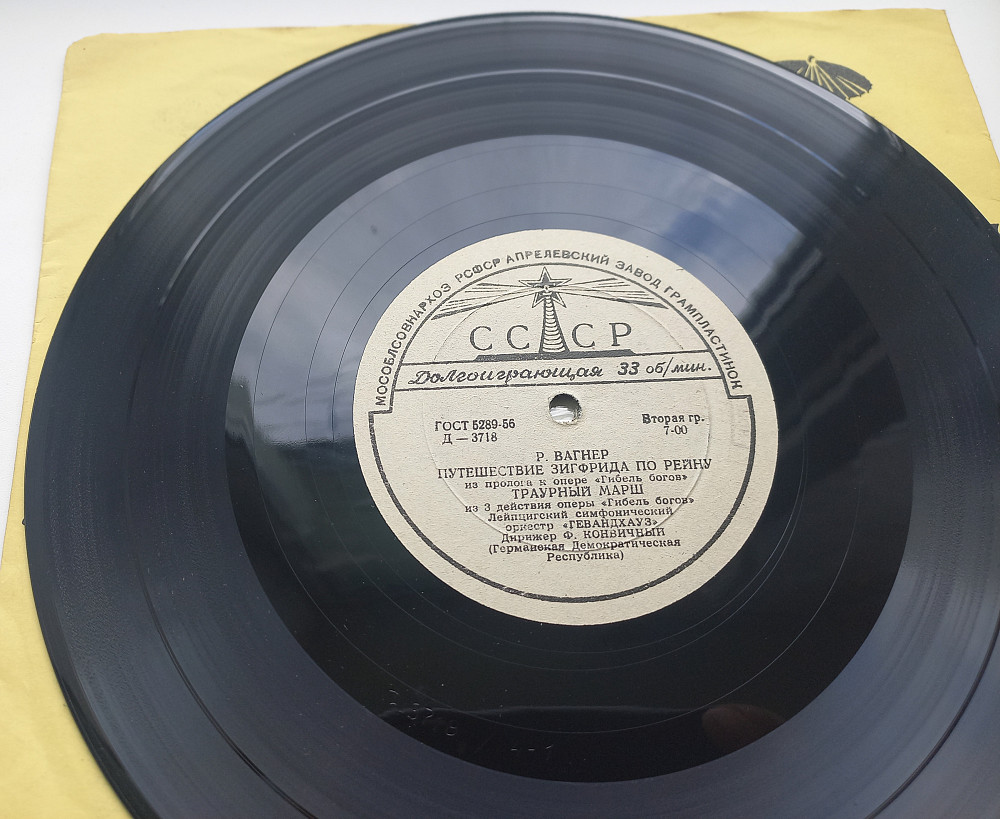 МОСОБЛСОВНАРХОЗ РСФСР АПРЕЛЕВСКИЙ ЗАВОД ГРАМПЛАСТИНОК
СССР
Долгоиграющая 33 об/мин.
ГОСТ 5289-56 Вторая гр.
Д — 3718 7-00
Р. ВАГНЕР
ПУТЕШЕСТВИЕ ЗИГФРИДА ПО РЕЙНУ
из пролога к опере «Гибель богов»
ТРАУРНЫЙ МАРШ
из 3 действия оперы «Гибель богов»
Лейпцигский симфонический
оркестр «ГЕВАНДХАУЗ»
Дирижер Ф. КОНВИЧНЫЙ
(Германская Демократическая
Республика)